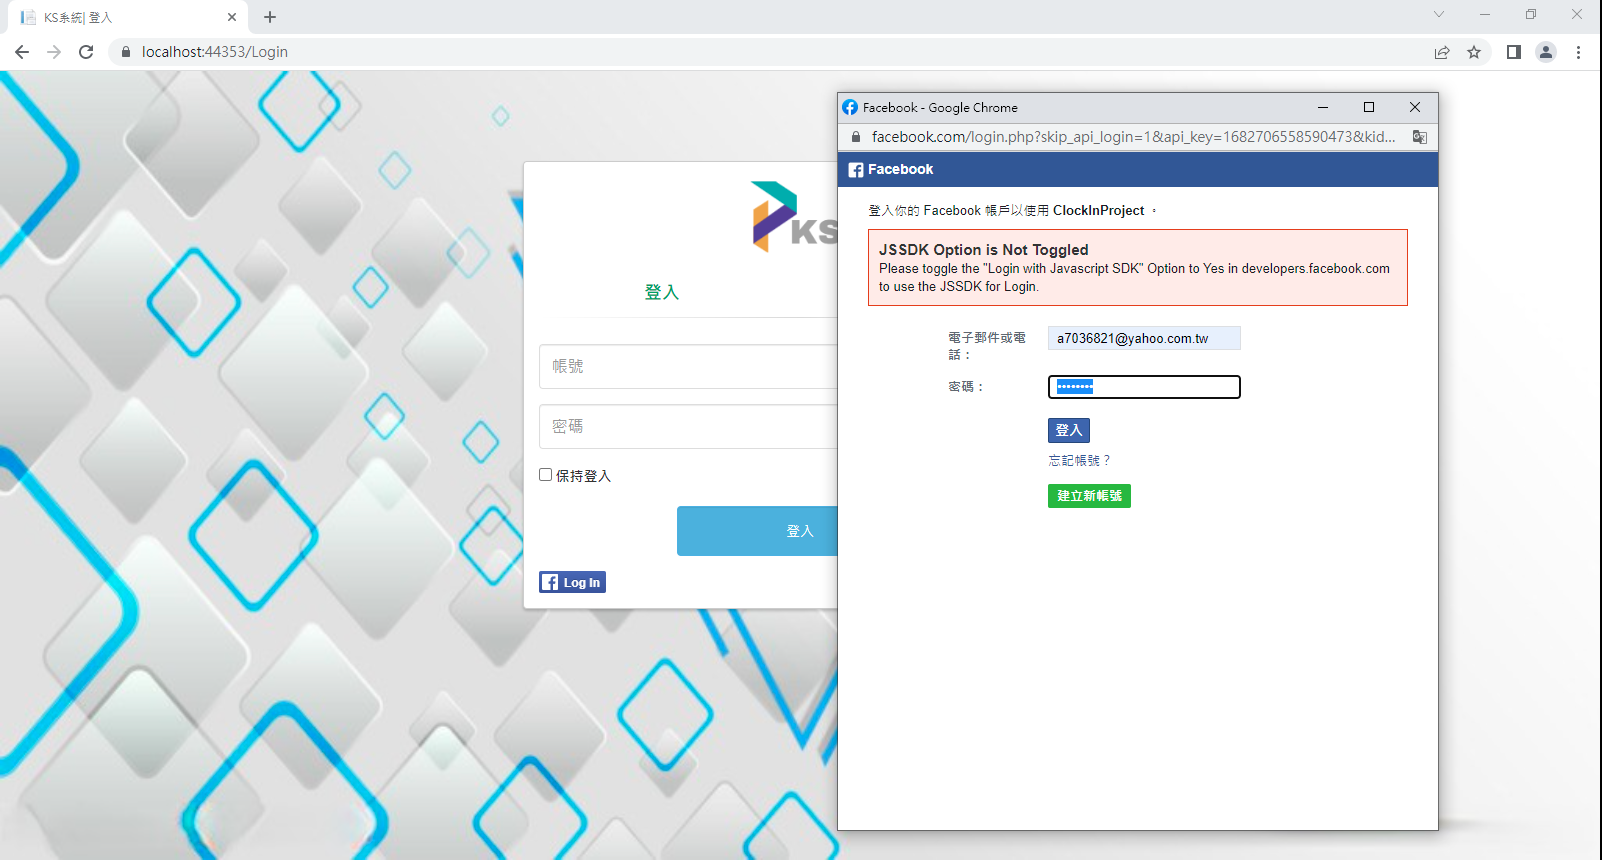 KS系統| 登入
localhost:44353/Login
KS
登入
帳號
密碼
保持登入
登入
Log In
Facebook - Google Chrome
facebook.com/login.php?skip_api_login=1&api_key=1682706558590473&kid...
Facebook
登入你的 Facebook 帳戶以使用 ClockInProject 。
JSSDK Option is Not Toggled
Please toggle the "Login with Javascript SDK" Option to Yes in developers.facebook.com
to use the JSSDK for Login.
電子郵件或電
話：
a7036821@yahoo.com.tw
密碼：
••••••••
登入
忘記帳號？
建立新帳號